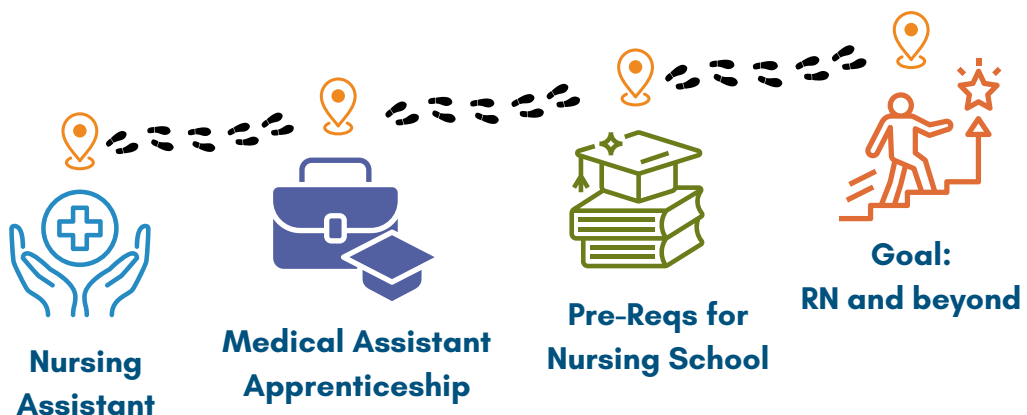 Nursing
Assistant
Medical Assistant
Apprenticeship
Pre-Reqs for
Nursing School
Goal:
RN and beyond